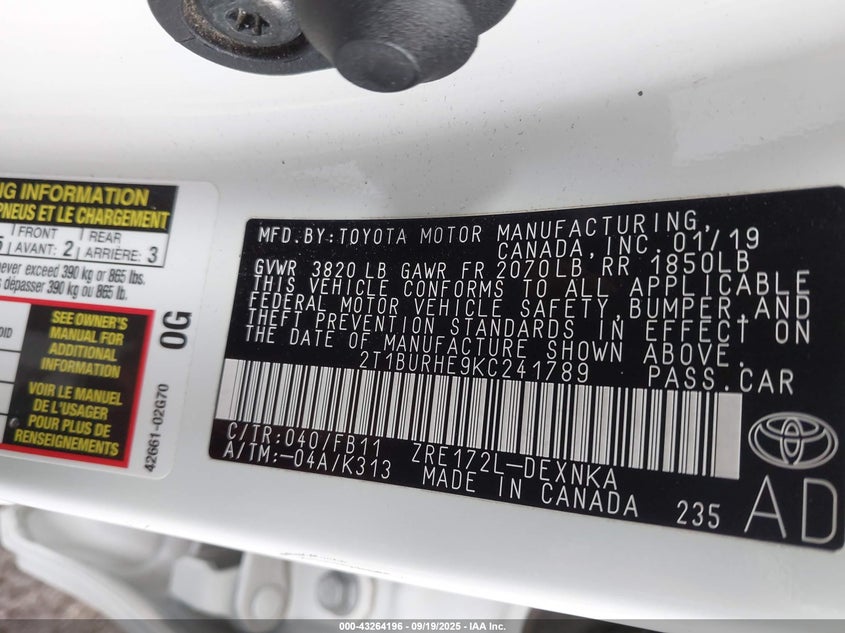 NG INFORMATION
PNEUS ET LE CHARGEMENT
FRONT
AVANT: 2
REAR
ARRIÈRE: 3
never exceed 390 kg or 865 lbs.
dépasser 390 kg ou 865 lb.
SEE OWNER'S
MANUAL FOR
ADDITIONAL
INFORMATION
VOIR LE MANUEL
DE L'USAGER
POUR PLUS DE
RENSEIGNEMENTS
0G
42661-02G70
MFD.BY:TOYOTA MOTOR MANUFACTURING,
CANADA,INC.01/19
GVWR 3820LB GAWR FR 2070LB RR 1850LB
THIS VEHICLE CONFORMS TO ALL APPLICABLE
FEDERAL MOTOR VEHICLE SAFETY,BUMPER,AND
THEFT PREVENTION STANDARDS IN EFFECT ON
THE DATE OF MANUFACTURE SHOWN ABOVE.
2T1BURHE9KC241789 PASS.CAR
C/TR:040/FB11 ZRE172L-DEXNKA
A/TM:-04A/K313 MADE IN CANADA 235
AD
000-43264196 - 09/19/2025 - IAA Inc.